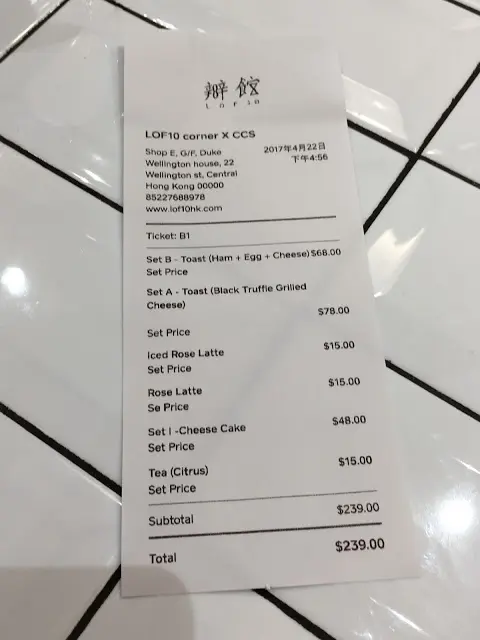 瓣館
LOF10
LOF10 corner X CCS
Shop E, G/F, Duke
2017年4月22日
Wellington house, 22
下午4:56
Wellington st, Central
Hong Kong 00000
85227688978
www.lof10hk.com
Ticket: B1
Set B - Toast (Ham + Egg + Cheese) $68.00
Set Price
Set A - Toast (Black Truffle Grilled
Cheese)
$78.00
Set Price
Iced Rose Latte $15.00
Set Price
Rose Latte $15.00
Se Price
Set I -Cheese Cake $48.00
Set Price
Tea (Citrus) $15.00
Set Price
Subtotal $239.00
Total $239.00